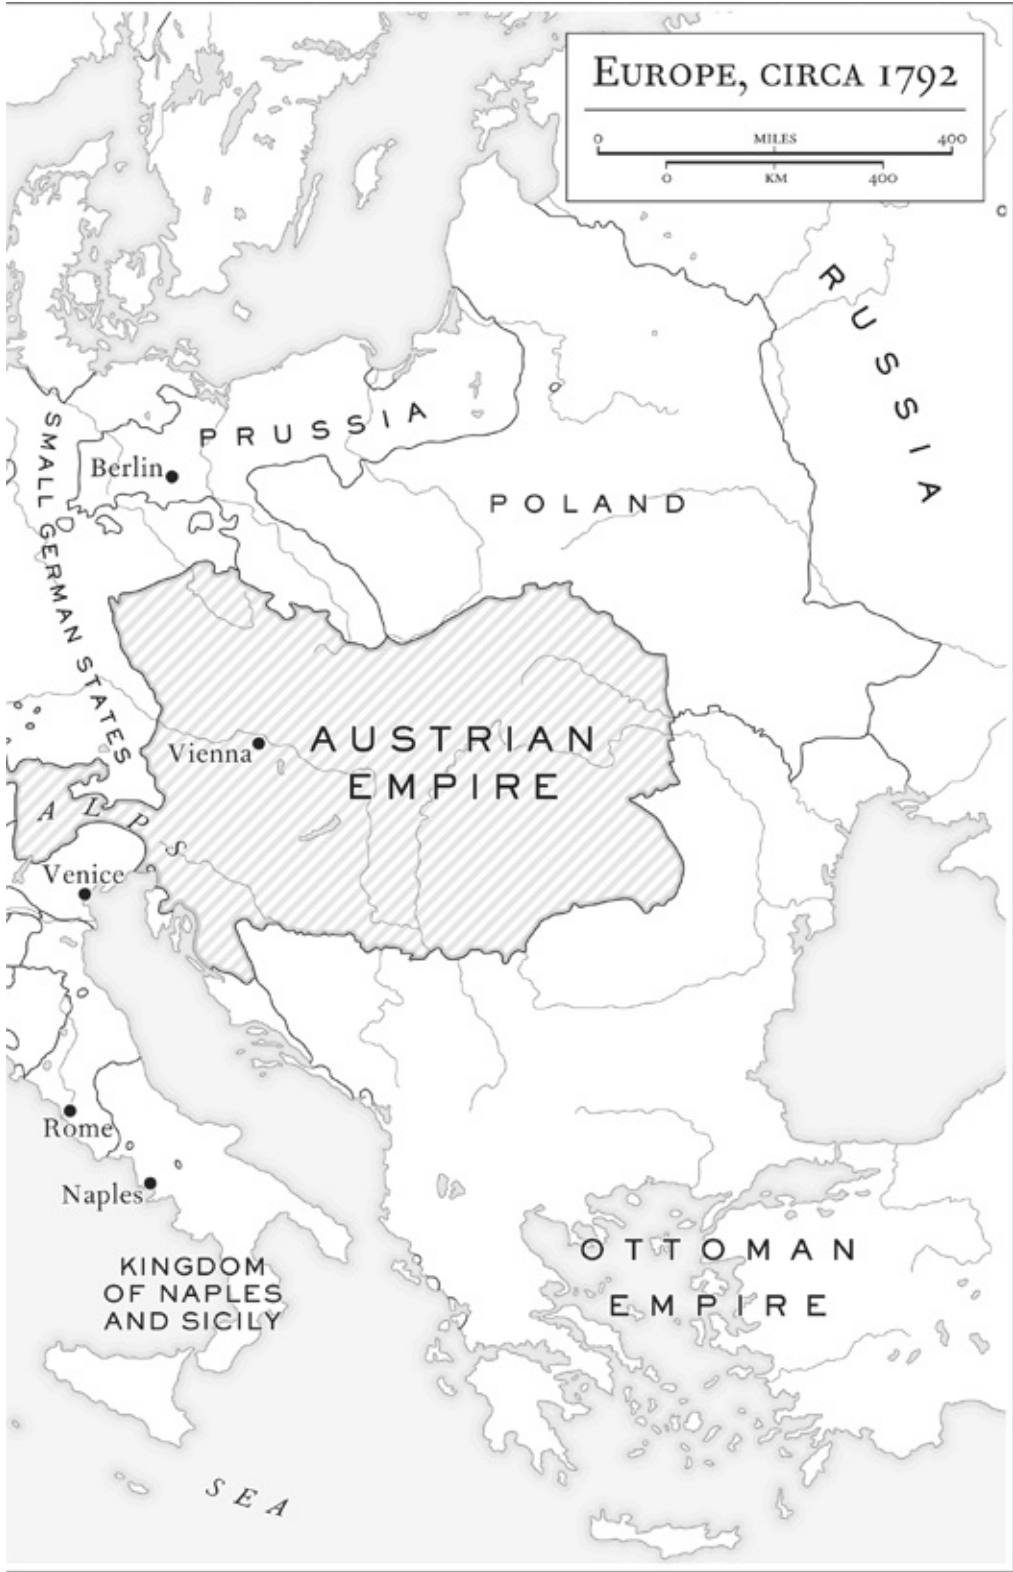 EUROPE, CIRCA 1792
0 MILES 400
0 KM 400
RUSSIA
SMALL GERMAN STATES
PRUSSIA
Berlin
POLAND
AUSTRIAN
EMPIRE
Vienna
ALPS
Venice
Rome
Naples
KINGDOM
OF NAPLES
AND SICILY
OTTOMAN
EMPIRE
SEA